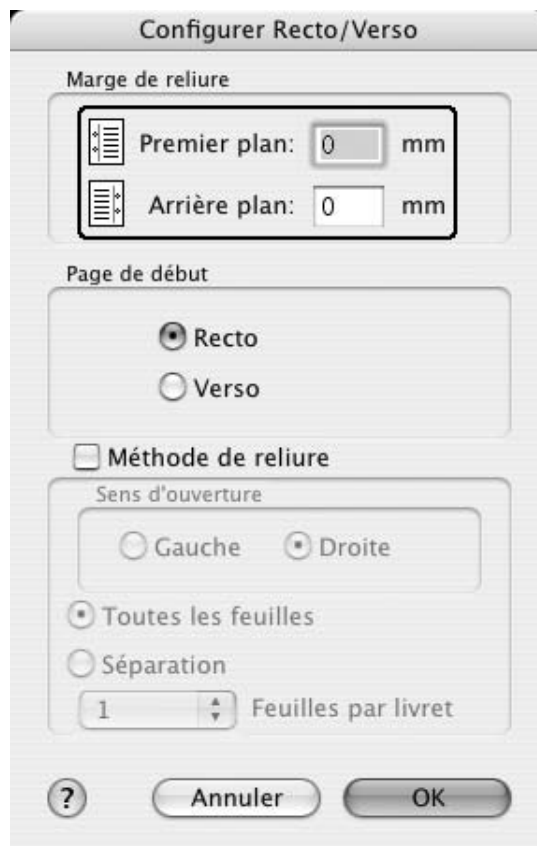 Configurer Recto/Verso
Marge de reliure
Premier plan: 0 mm
Arrière plan: 0 mm
Page de début
Recto
Verso
Méthode de reliure
Sens d'ouverture
Gauche Droite
Toutes les feuilles
Séparation
1 Feuilles par livret
? Annuler OK